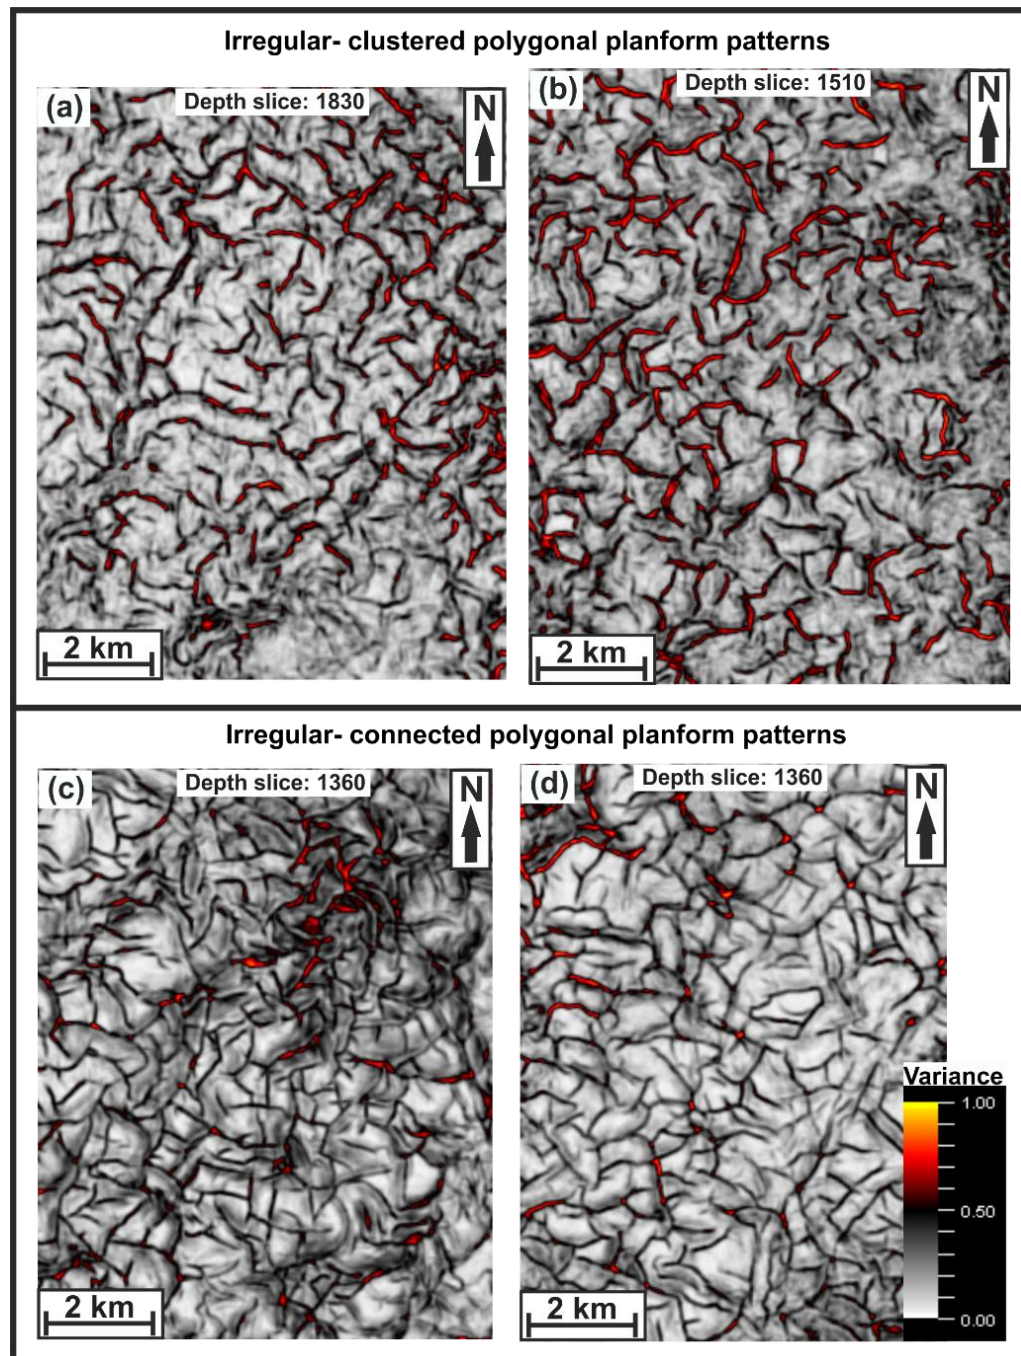 Irregular- clustered polygonal planform patterns
(a)
Depth slice: 1830
N
2 km
(b)
Depth slice: 1510
N
2 km
Irregular- connected polygonal planform patterns
(c)
Depth slice: 1360
N
2 km
(d)
Depth slice: 1360
N
2 km
Variance
1.00
0.50
0.00